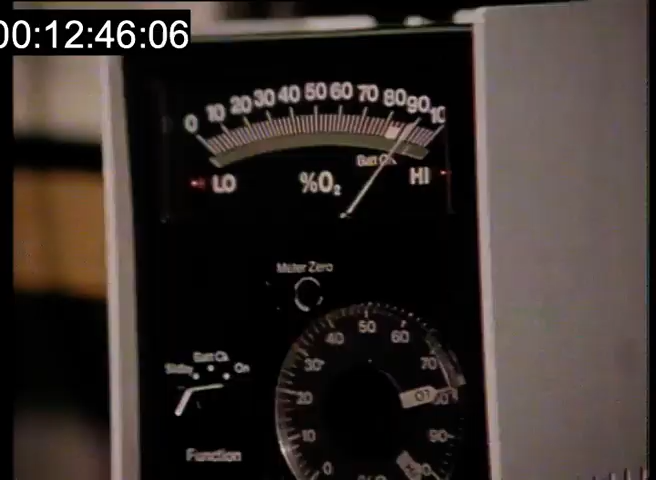 00:12:46:06
0 10 20 30 40 50 60 70 80 90 10
Batt Ck
LO %O₂ HI
Meter Zero
50
40 60
30 70
20
10 90
0
Batt Ck
Stdby On
Function